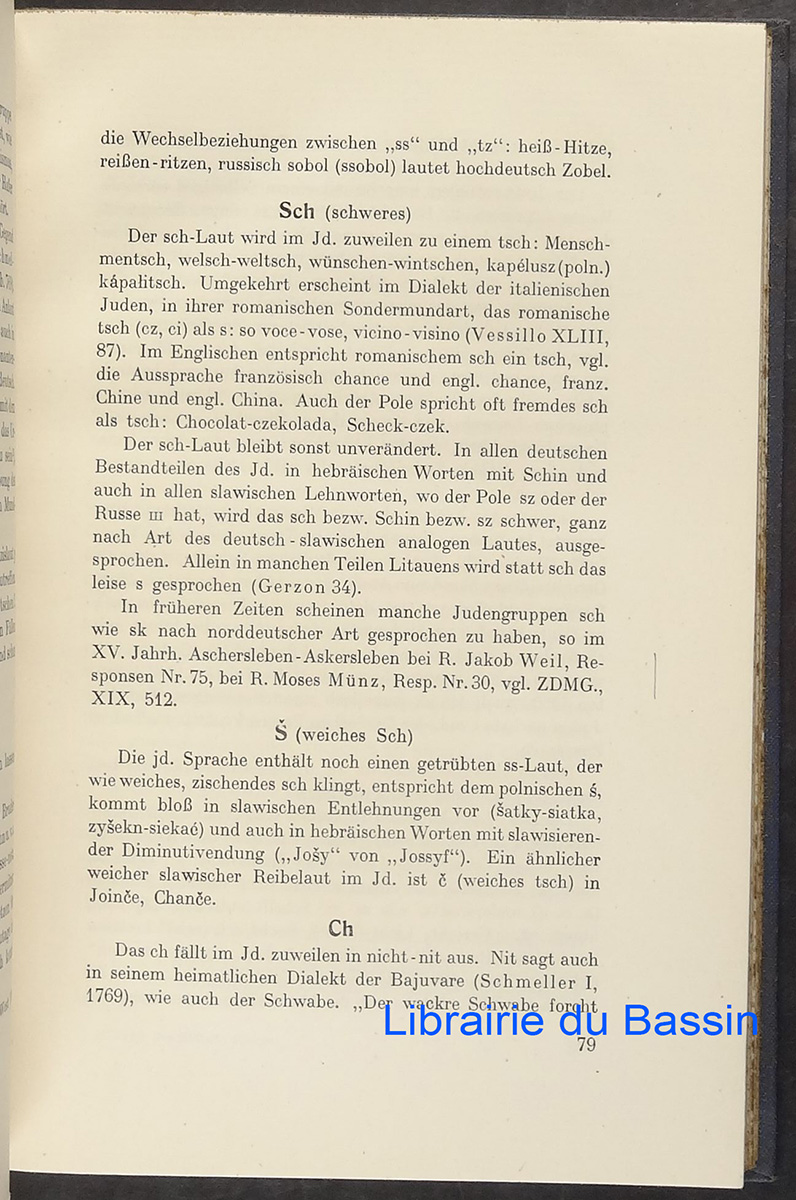 die Wechselbeziehungen zwischen „ss“ und „tz“: heiß-Hitze,
reißen-ritzen, russisch sobol (ssobol) lautet hochdeutsch Zobel.
Sch (schweres)
Der sch-Laut wird im Jd. zuweilen zu einem tsch: Mensch-
mentsch, welsch-weltsch, wünschen-wintschen, kapélusz (poln.)
kápalitsch. Umgekehrt erscheint im Dialekt der italienischen
Juden, in ihrer romanischen Sondermundart, das romanische
tsch (cz, ci) als s: so voce-vose, vicino-visino (Vessillo XLIII,
87). Im Englischen entspricht romanischem sch ein tsch, vgl.
die Aussprache französisch chance und engl. chance, franz.
Chine und engl. China. Auch der Pole spricht oft fremdes sch
als tsch: Chocolat-czekolada, Scheck-czek.
Der sch-Laut bleibt sonst unverändert. In allen deutschen
Bestandteilen des Jd. in hebräischen Worten mit Schin und
auch in allen slawischen Lehnworten, wo der Pole sz oder der
Russe ш hat, wird das sch bezw. Schin bezw. sz schwer, ganz
nach Art des deutsch-slawischen analogen Lautes, ausge-
sprochen. Allein in manchen Teilen Litauens wird statt sch das
leise s gesprochen (Gerzon 34).
In früheren Zeiten scheinen manche Judengruppen sch
wie sk nach norddeutscher Art gesprochen zu haben, so im
XV. Jahrh. Aschersleben-Askersleben bei R. Jakob Weil, Re-
sponsen Nr. 75, bei R. Moses Münz, Resp. Nr. 30, vgl. ZDMG.,
XIX, 512.
Š (weiches Sch)
Die jd. Sprache enthält noch einen getrübten ss-Laut, der
wie weiches, zischendes sch klingt, entspricht dem polnischen ś,
kommt bloß in slawischen Entlehnungen vor (šatky-siatka,
zyšekn-siekać) und auch in hebräischen Worten mit slawisieren-
der Diminutivendung („Jošy“ von „Jossyf“). Ein ähnlicher
weicher slawischer Reibelaut im Jd. ist č (weiches tsch) in
Joinče, Chanče.
Ch
Das ch fällt im Jd. zuweilen in nicht-nit aus. Nit sagt auch
in seinem heimatlichen Dialekt der Bajuvare (Schmeller I,
1769), wie auch der Schwabe. „Der wackre Schwabe forcht
Librairie du Bassin
79